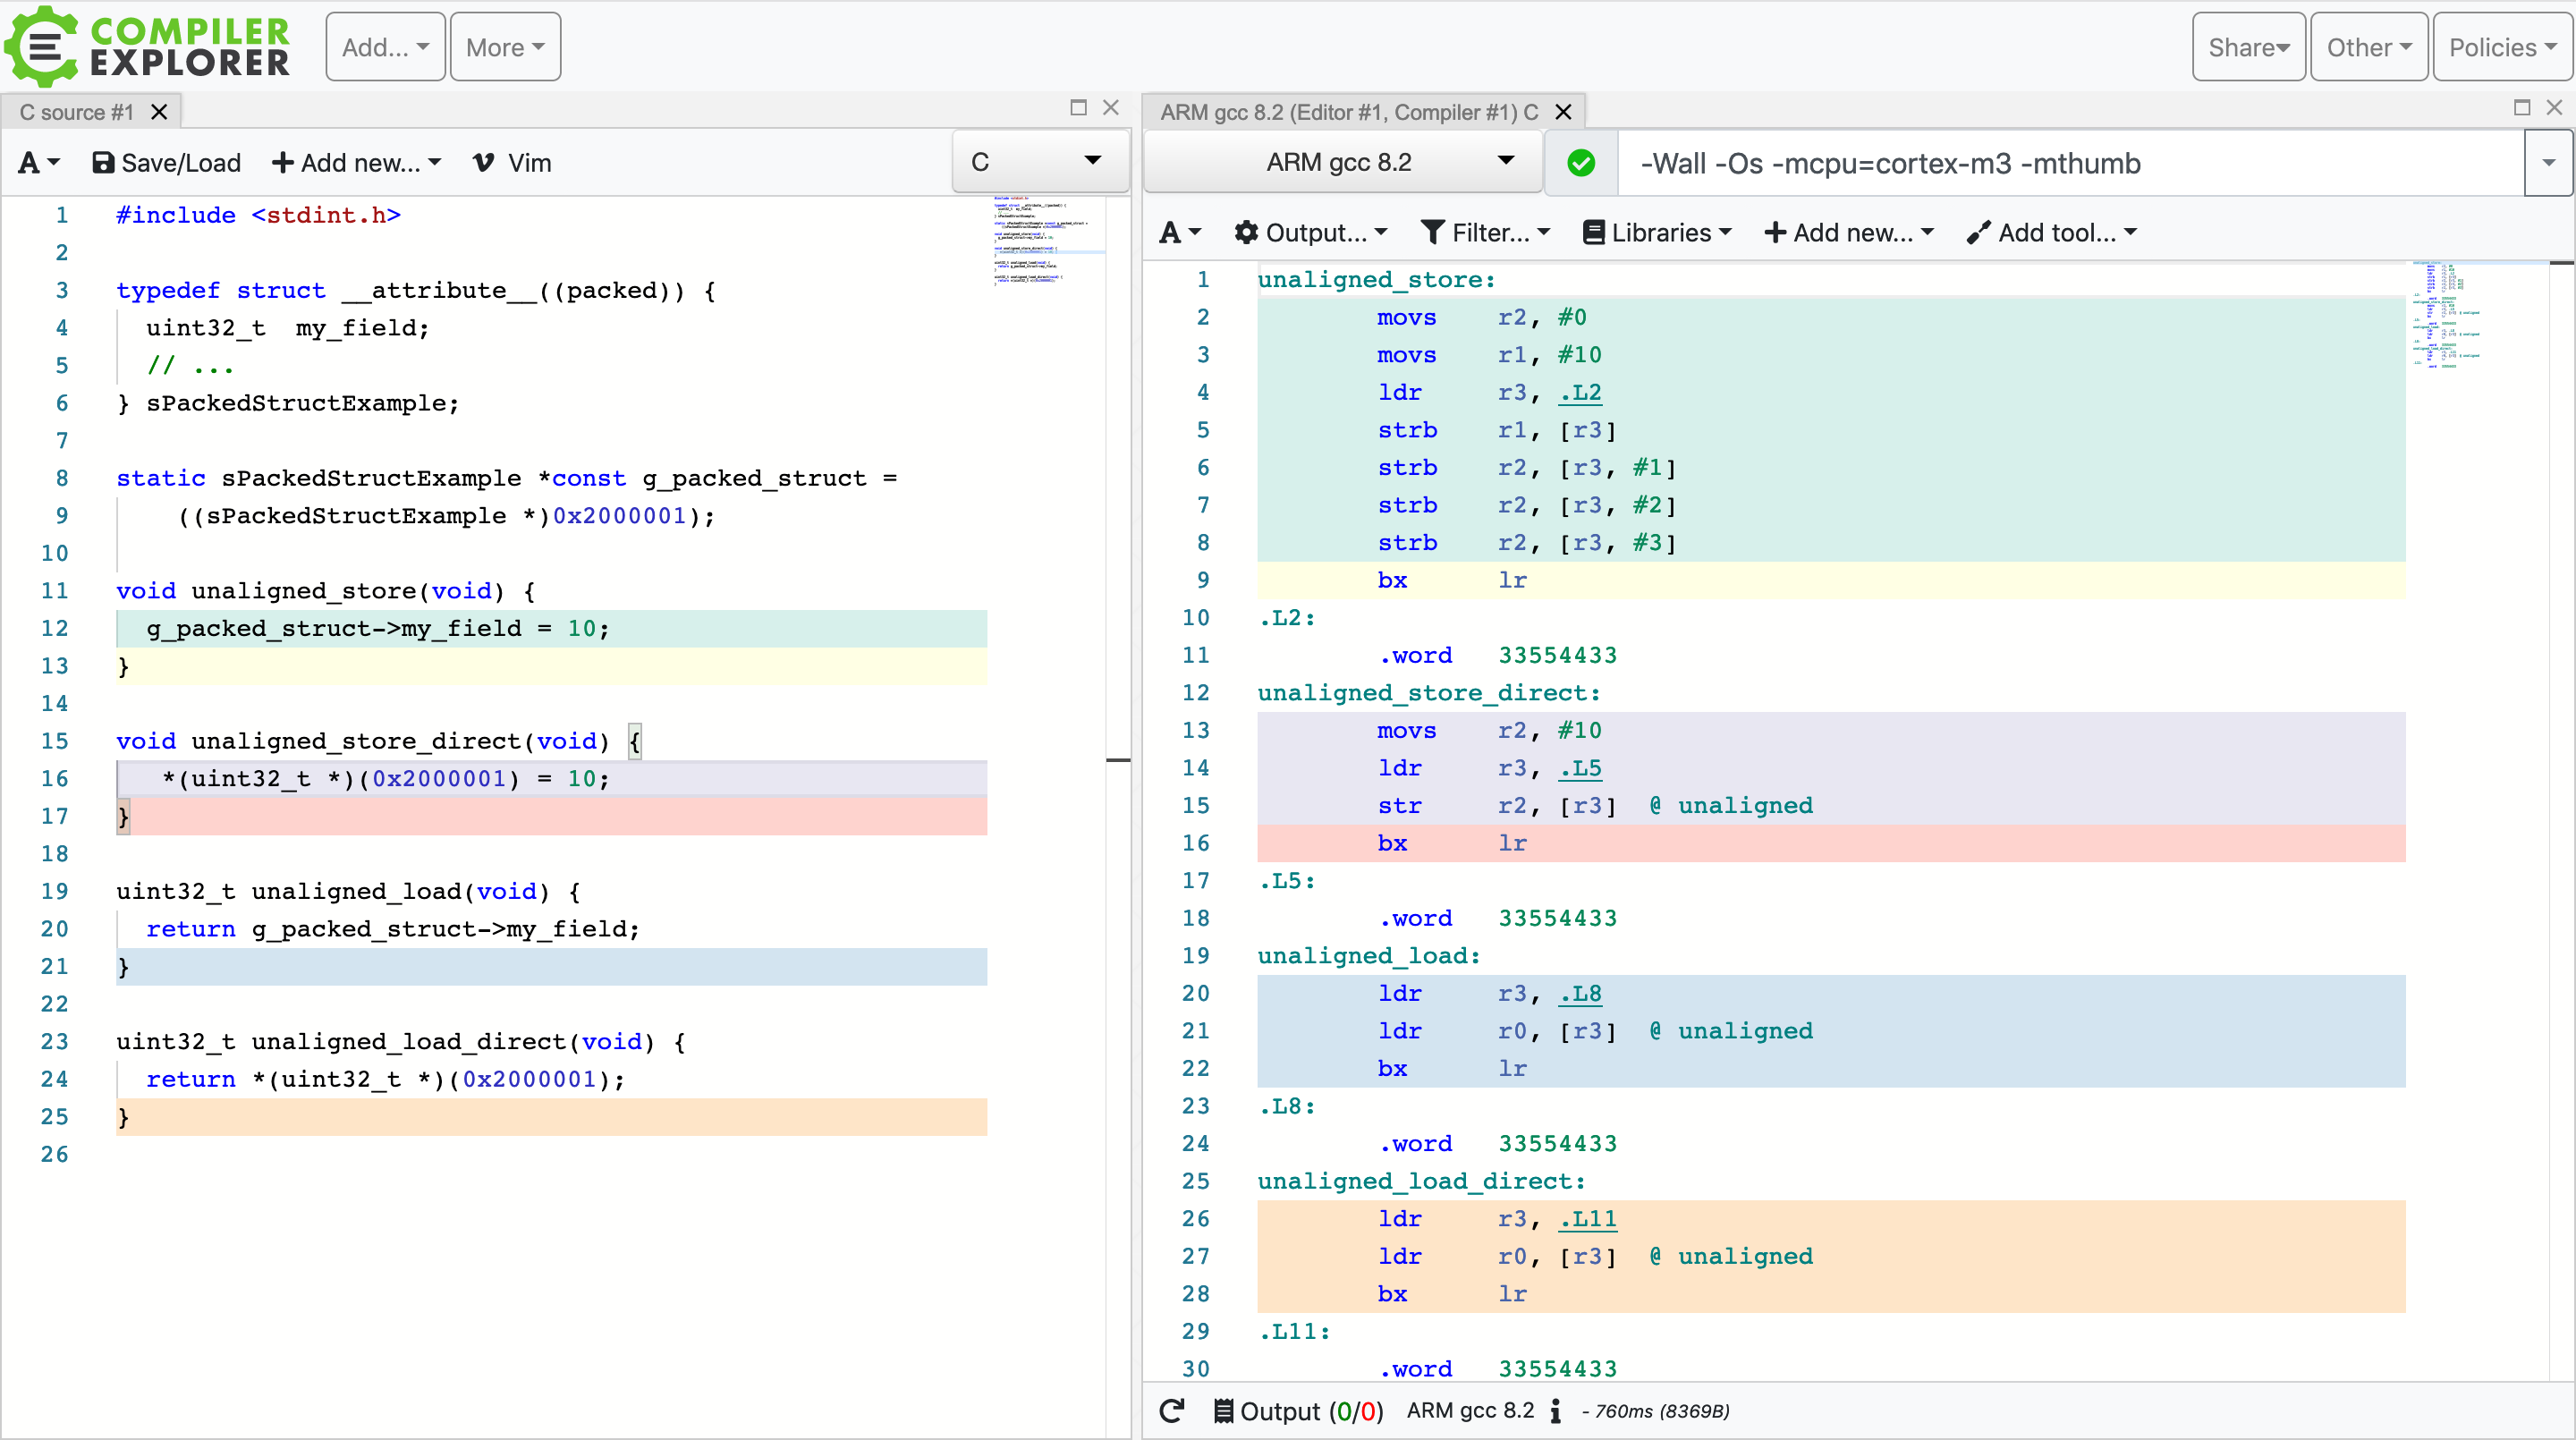 COMPILER
EXPLORER
Add...
More
Share
Other
Policies
C source #1
A
Save/Load
Add new...
Vim
C
1 #include <stdint.h>
2
3 typedef struct __attribute__((packed)) {
4   uint32_t  my_field;
5   // ...
6 } sPackedStructExample;
7
8 static sPackedStructExample *const g_packed_struct =
9     ((sPackedStructExample *)0x2000001);
10
11 void unaligned_store(void) {
12   g_packed_struct->my_field = 10;
13 }
14
15 void unaligned_store_direct(void) {
16    *(uint32_t *)(0x2000001) = 10;
17 }
18
19 uint32_t unaligned_load(void) {
20   return g_packed_struct->my_field;
21 }
22
23 uint32_t unaligned_load_direct(void) {
24   return *(uint32_t *)(0x2000001);
25 }
26
ARM gcc 8.2 (Editor #1, Compiler #1) C
ARM gcc 8.2
-Wall -Os -mcpu=cortex-m3 -mthumb
A
Output...
Filter...
Libraries
Add new...
Add tool...
1 unaligned_store:
2         movs    r2, #0
3         movs    r1, #10
4         ldr     r3, .L2
5         strb    r1, [r3]
6         strb    r2, [r3, #1]
7         strb    r2, [r3, #2]
8         strb    r2, [r3, #3]
9         bx      lr
10 .L2:
11         .word   33554433
12 unaligned_store_direct:
13         movs    r2, #10
14         ldr     r3, .L5
15         str     r2, [r3]  @ unaligned
16         bx      lr
17 .L5:
18         .word   33554433
19 unaligned_load:
20         ldr     r3, .L8
21         ldr     r0, [r3]  @ unaligned
22         bx      lr
23 .L8:
24         .word   33554433
25 unaligned_load_direct:
26         ldr     r3, .L11
27         ldr     r0, [r3]  @ unaligned
28         bx      lr
29 .L11:
30         .word   33554433
Output (0/0)
ARM gcc 8.2
i
- 760ms (8369B)